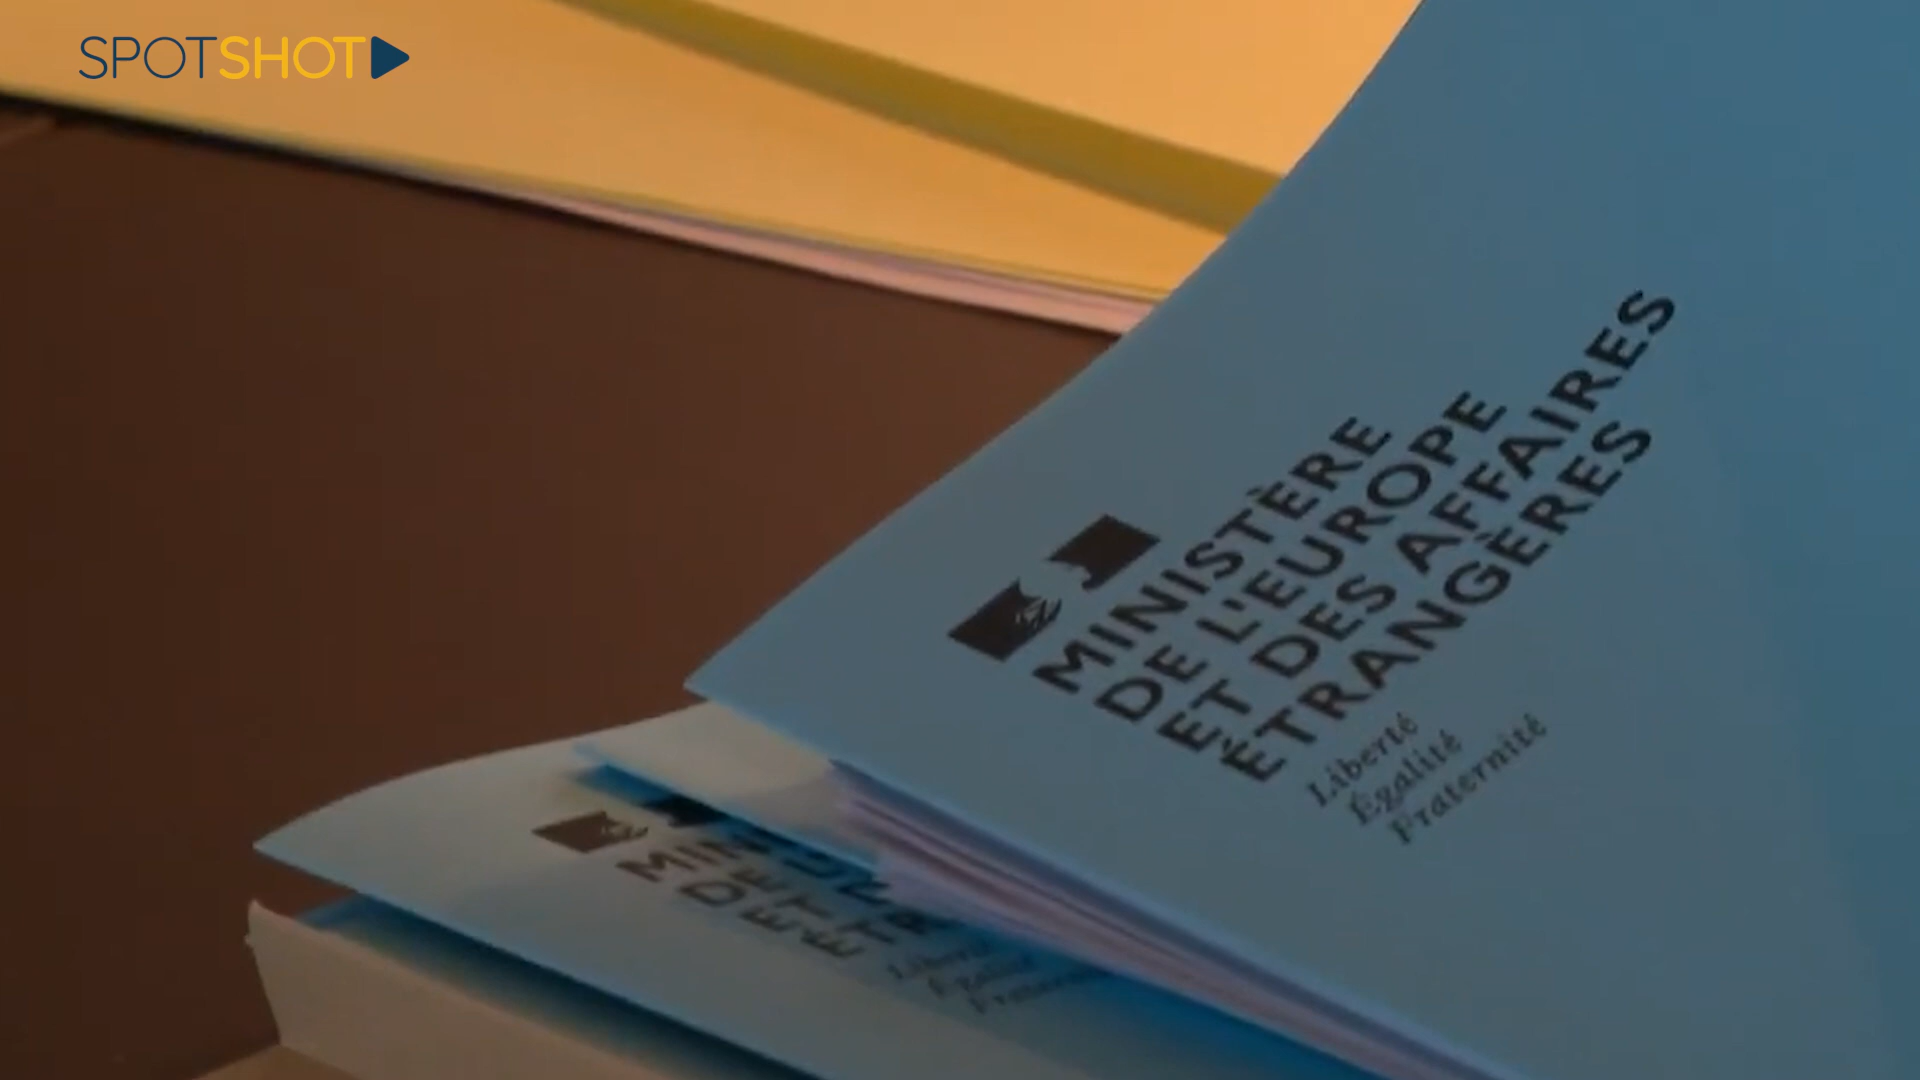 SPOTSHOT
MINISTÈRE
DE L'EUROPE
ET DES AFFAIRES
ÉTRANGÈRES
Liberté
Égalité
Fraternité